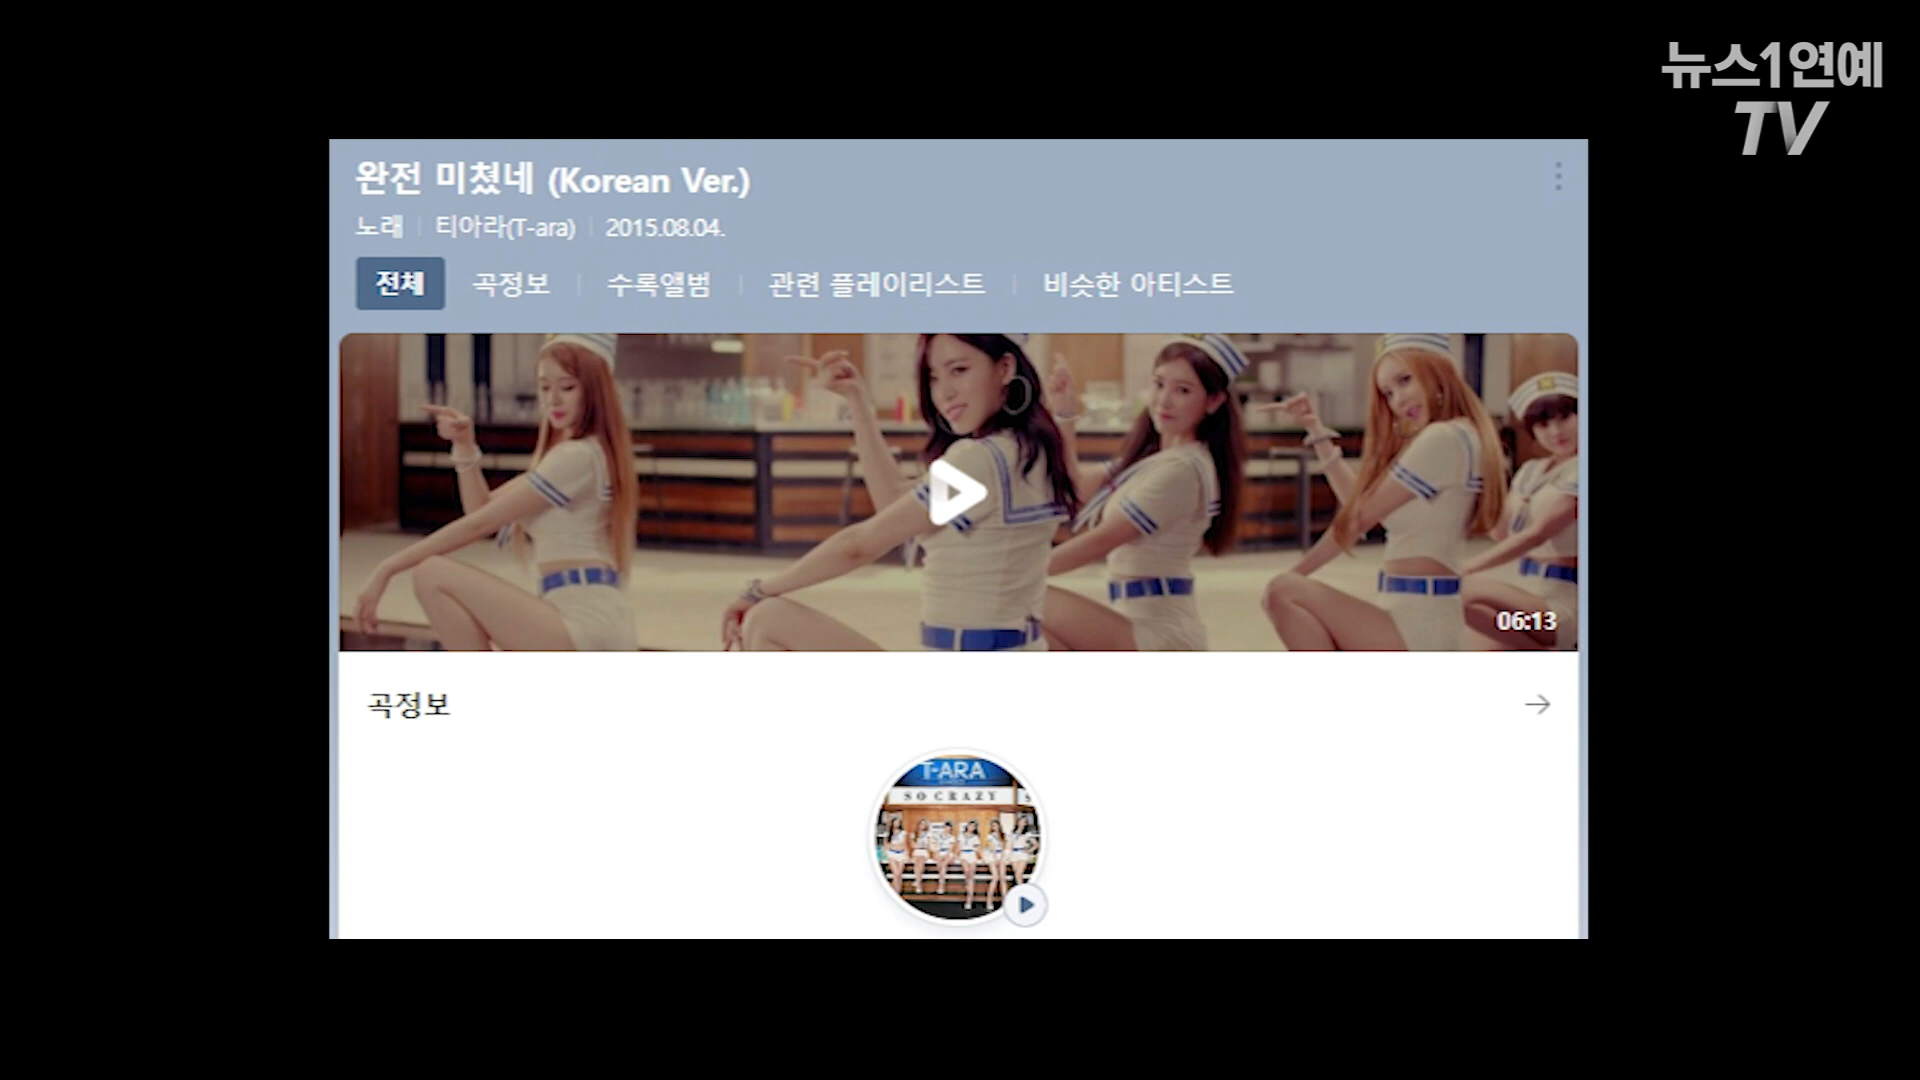 뉴스1연예
TV
완전 미쳤네 (Korean Ver.)
노래 티아라(T-ara) 2015.08.04.
전체 곡정보 수록앨범 관련 플레이리스트 비슷한 아티스트
06:13
곡정보
T-ARA
SO CRAZY S